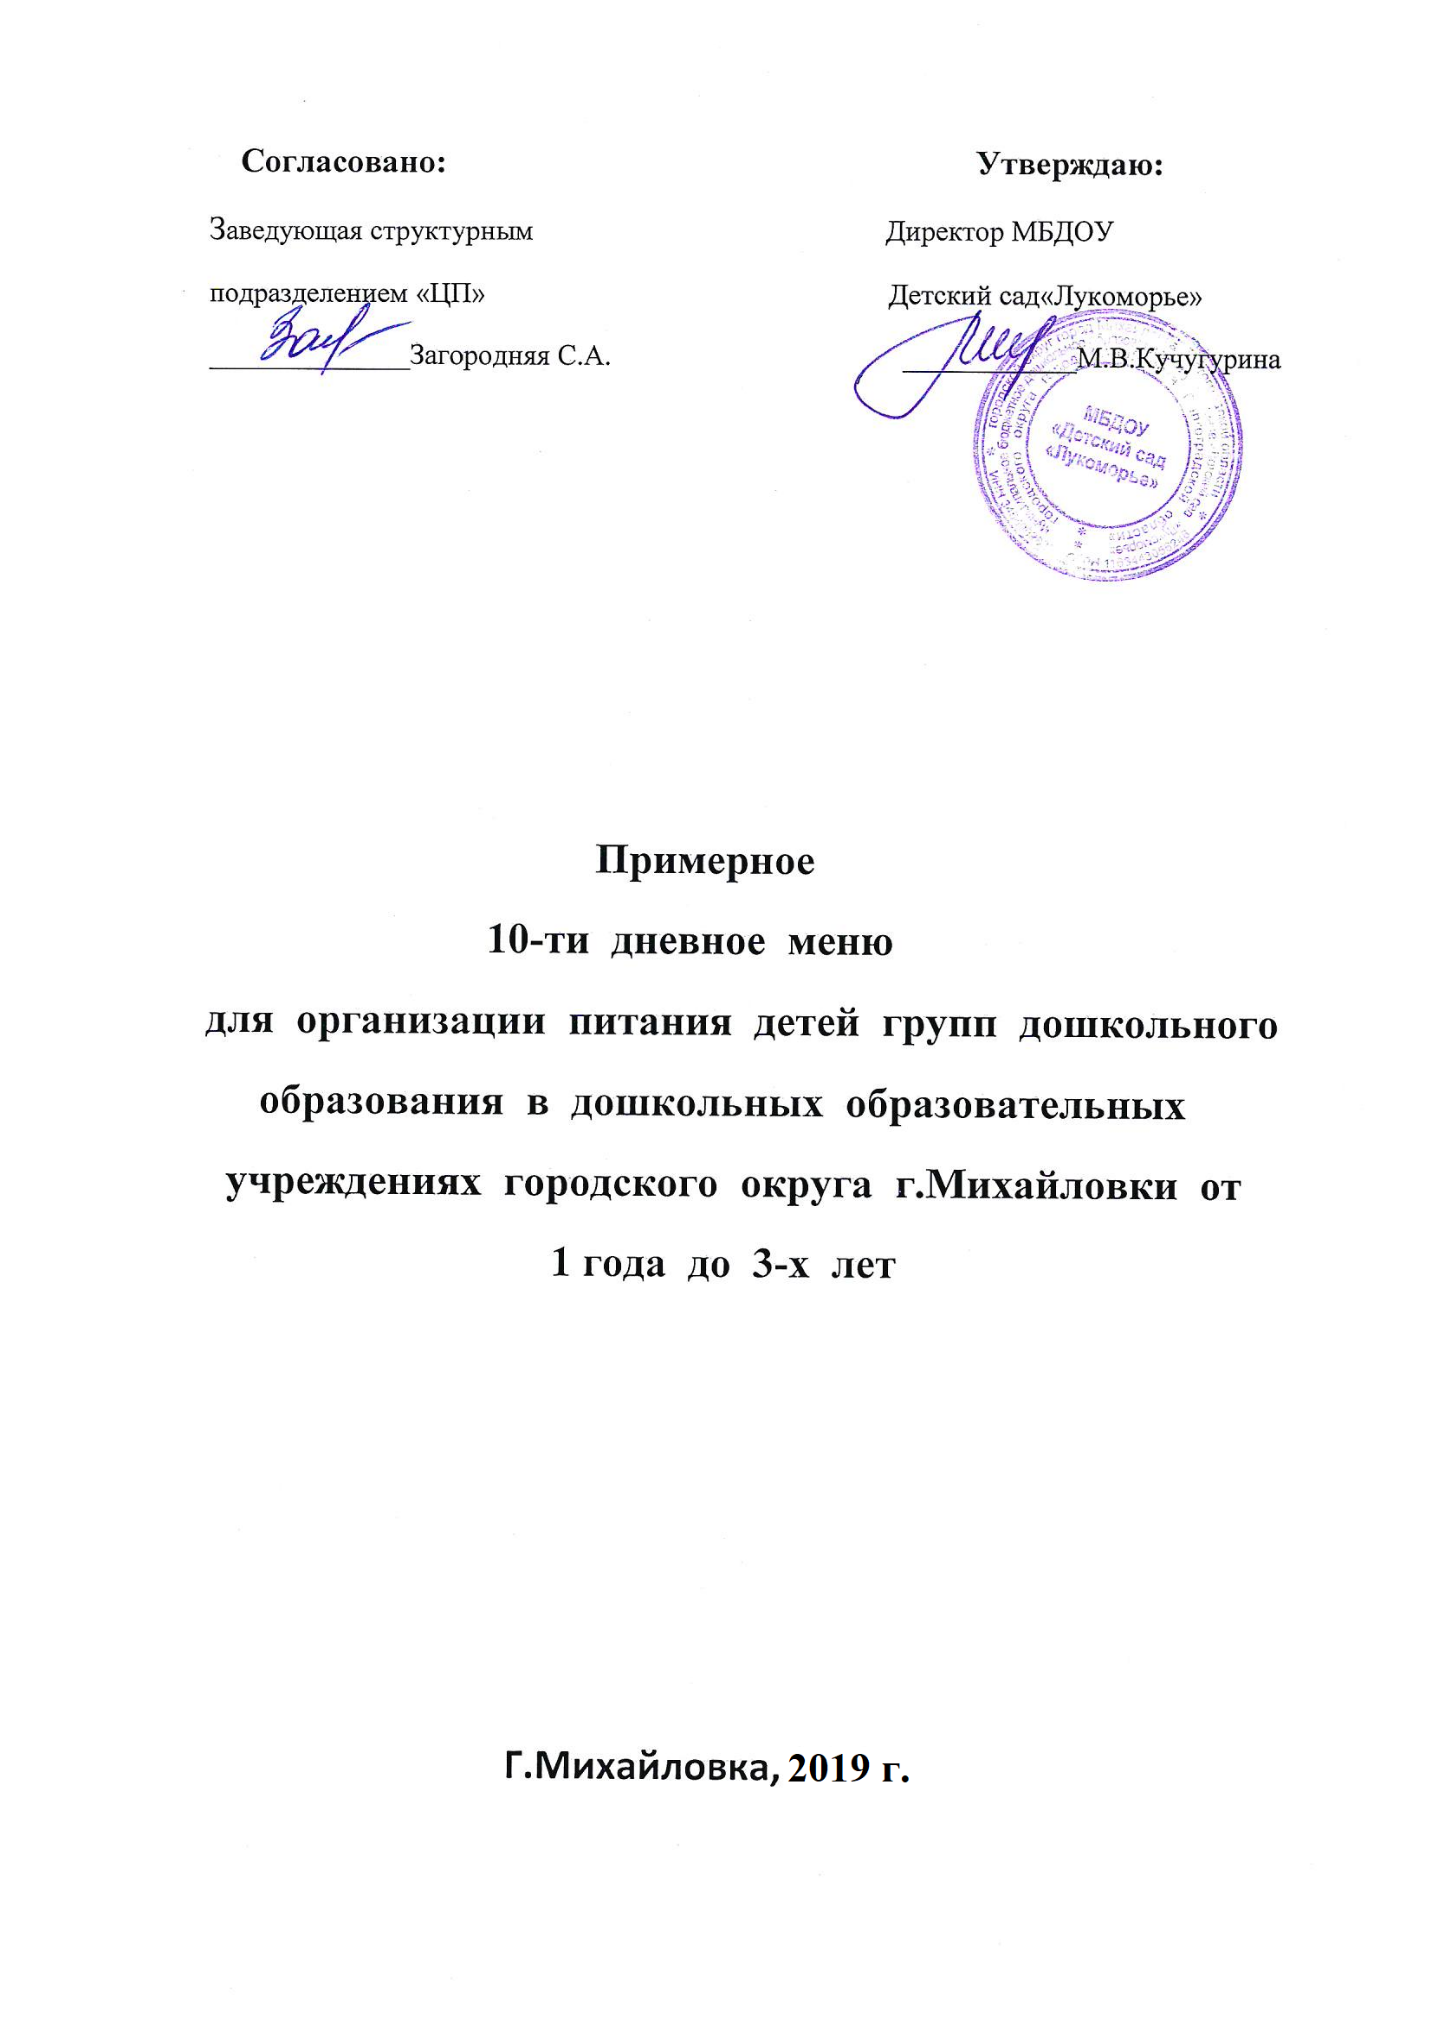 Согласовано:
Утверждаю:
Заведующая структурным
Директор МБДОУ
подразделением «ЦП»
Детский сад«Лукоморье»
Загородняя С.А.
М.В.Кучугурина
МБДОУ
«Детский сад
«Лукоморье»
Примерное
10-ти дневное меню
для организации питания детей групп дошкольного
образования в дошкольных образовательных
учреждениях городского округа г.Михайловки от
1 года до 3-х лет
Г.Михайловка, 2019 г.